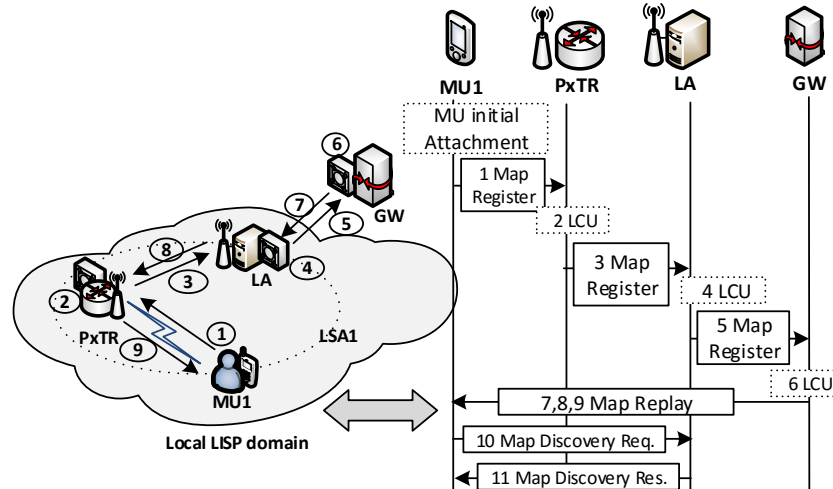 MU1
PxTR
LA
GW
MU initial
Attachment
1 Map
Register
2 LCU
3 Map
Register
4 LCU
5 Map
Register
6 LCU
7,8,9 Map Replay
10 Map Discovery Req.
11 Map Discovery Res.
6
7
5
GW
8
3
LA
4
2
PxTR
1
LSA1
9
MU1
Local LISP domain